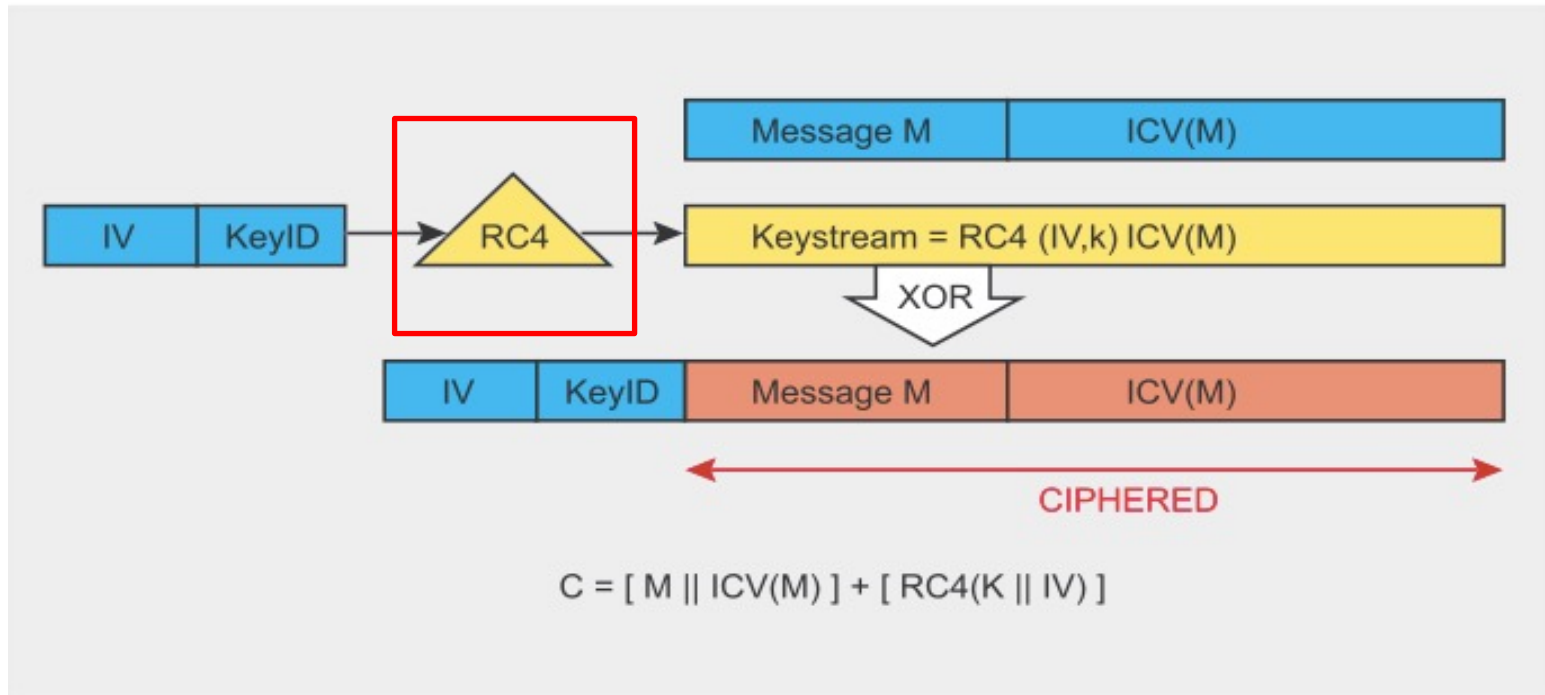 Message M ICV(M)
IV KeyID RC4 Keystream = RC4 (IV,k) ICV(M)
XOR
IV KeyID Message M ICV(M)
CIPHERED
C = [ M || ICV(M) ] + [ RC4(K || IV) ]